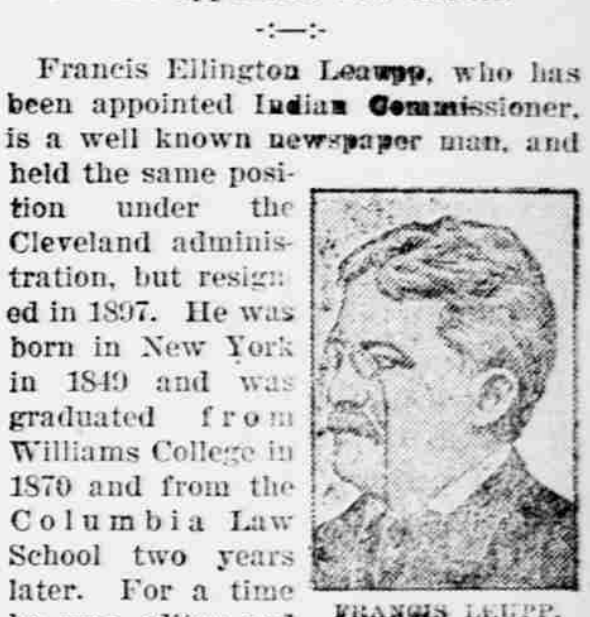 -:—:-
Francis Ellington Leawpp, who has
been appointed Indian Commissioner,
is a well known newspaper man, and
held the same posi-
tion under the
Cleveland adminis-
tration, but resign-
ed in 1897. He was
born in New York
in 1849 and was
graduated from
Williams College in
1870 and from the
Columbia Law
School two years
later. For a time
FRANCIS LEUPP.